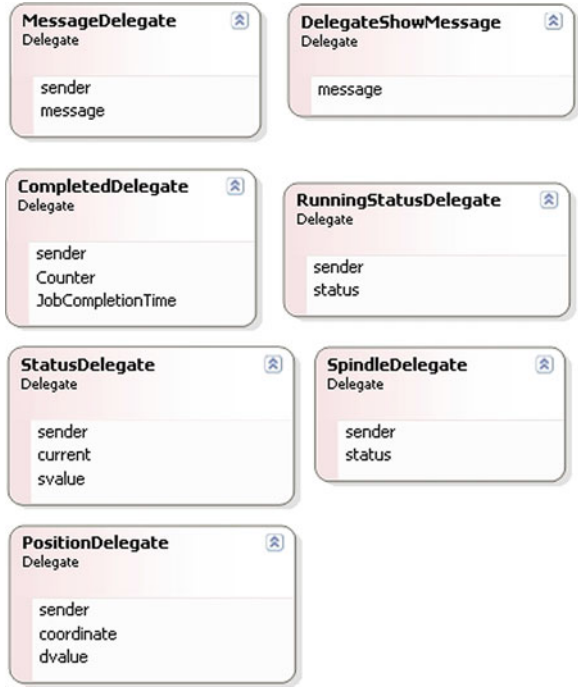 MessageDelegate
Delegate
sender
message
DelegateShowMessage
Delegate
message
CompletedDelegate
Delegate
sender
Counter
JobCompletionTime
RunningStatusDelegate
Delegate
sender
status
StatusDelegate
Delegate
sender
current
svalue
SpindleDelegate
Delegate
sender
status
PositionDelegate
Delegate
sender
coordinate
dvalue